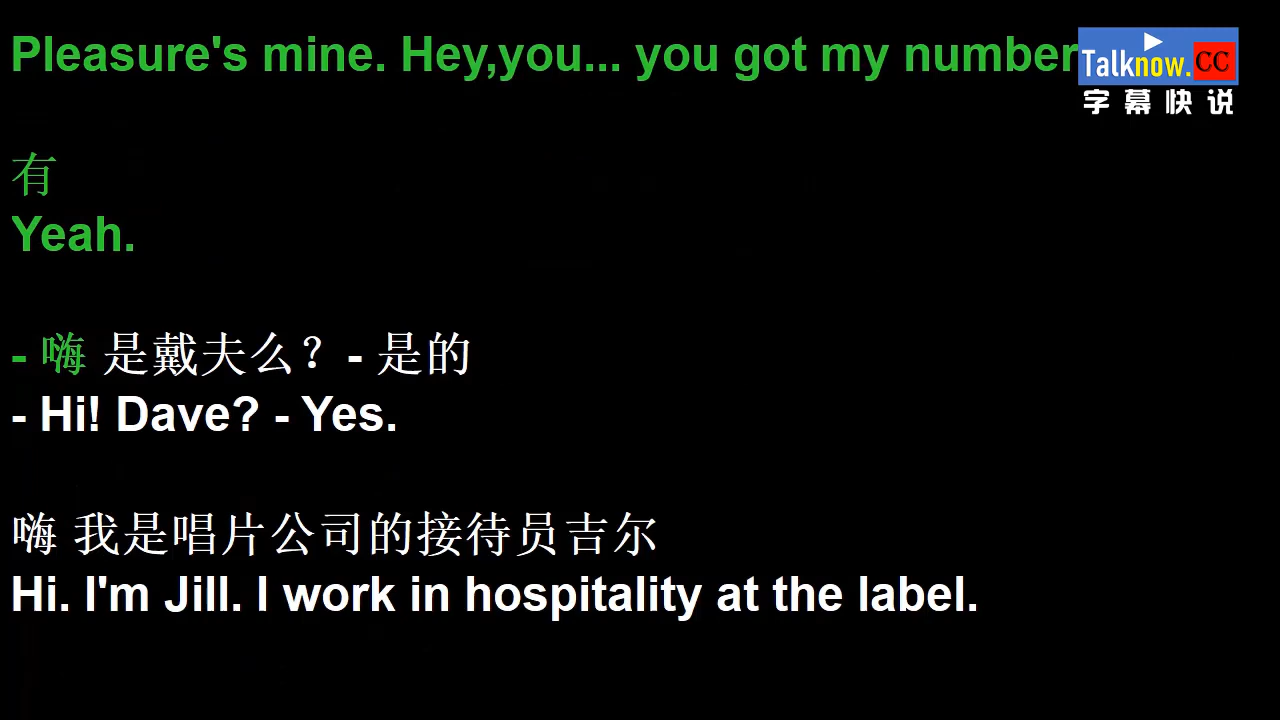 Pleasure's mine. Hey,you... you got my number
Talknow.CC
字幕快说
有
Yeah.
- 嗨 是戴夫么? - 是的
- Hi! Dave? - Yes.
嗨 我是唱片公司的接待员吉尔
Hi. I'm Jill. I work in hospitality at the label.